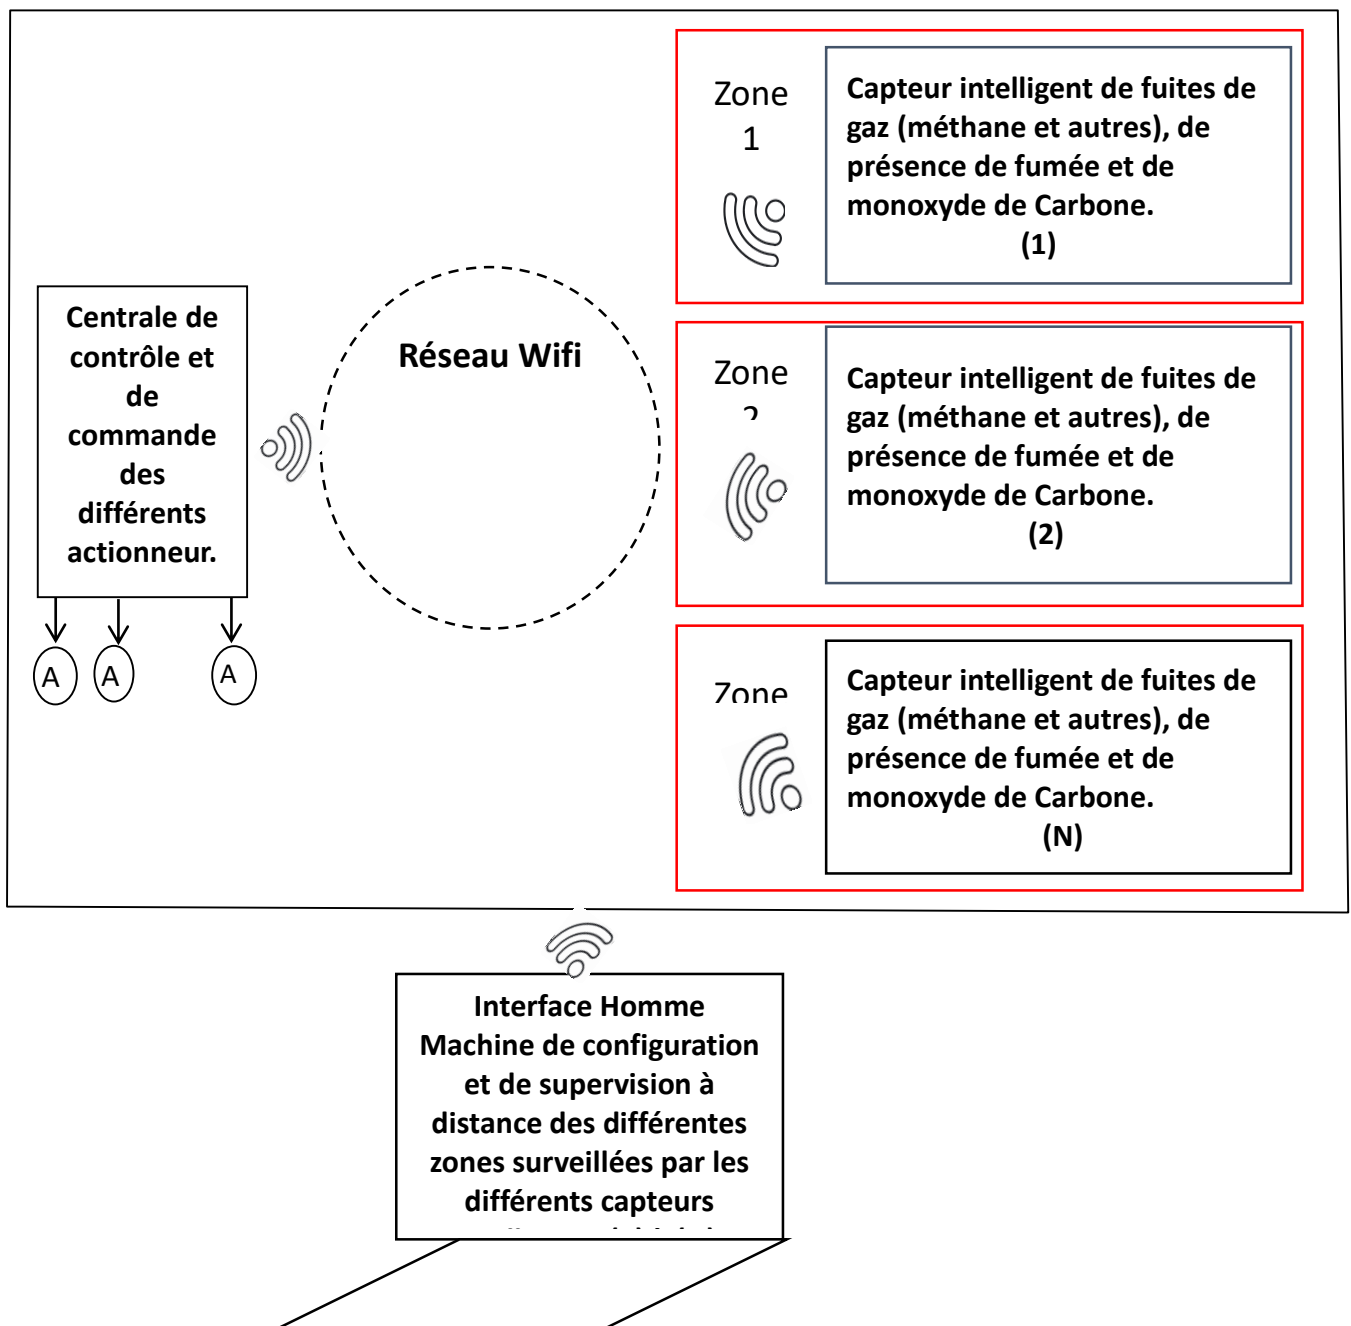 Zone
1
Capteur intelligent de fuites de
gaz (méthane et autres), de
présence de fumée et de
monoxyde de Carbone.
(1)
Centrale de
contrôle et
de
commande
des
différents
actionneur.
A
A
A
Réseau Wifi
Zone
2
Capteur intelligent de fuites de
gaz (méthane et autres), de
présence de fumée et de
monoxyde de Carbone.
(2)
Zone
Capteur intelligent de fuites de
gaz (méthane et autres), de
présence de fumée et de
monoxyde de Carbone.
(N)
Interface Homme
Machine de configuration
et de supervision à
distance des différentes
zones surveillées par les
différents capteurs